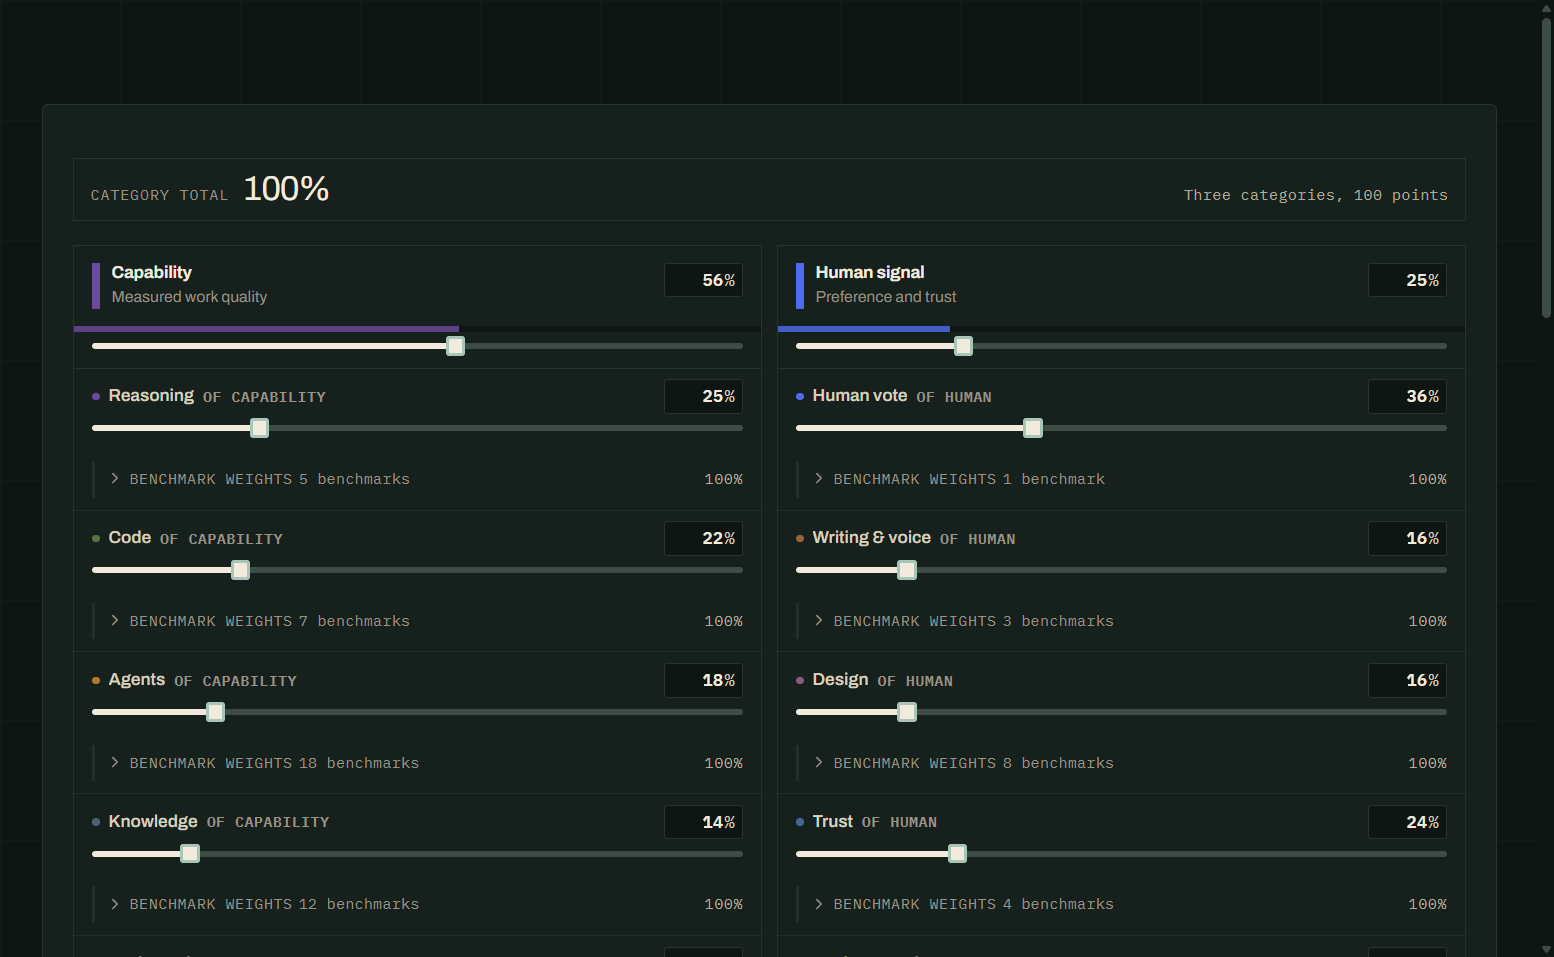 CATEGORY TOTAL 100%
Three categories, 100 points
Capability
Measured work quality
56%
Reasoning OF CAPABILITY
25%
BENCHMARK WEIGHTS 5 benchmarks
100%
Code OF CAPABILITY
22%
BENCHMARK WEIGHTS 7 benchmarks
100%
Agents OF CAPABILITY
18%
BENCHMARK WEIGHTS 18 benchmarks
100%
Knowledge OF CAPABILITY
14%
BENCHMARK WEIGHTS 12 benchmarks
100%
Human signal
Preference and trust
25%
Human vote OF HUMAN
36%
BENCHMARK WEIGHTS 1 benchmark
100%
Writing & voice OF HUMAN
16%
BENCHMARK WEIGHTS 3 benchmarks
100%
Design OF HUMAN
16%
BENCHMARK WEIGHTS 8 benchmarks
100%
Trust OF HUMAN
24%
BENCHMARK WEIGHTS 4 benchmarks
100%